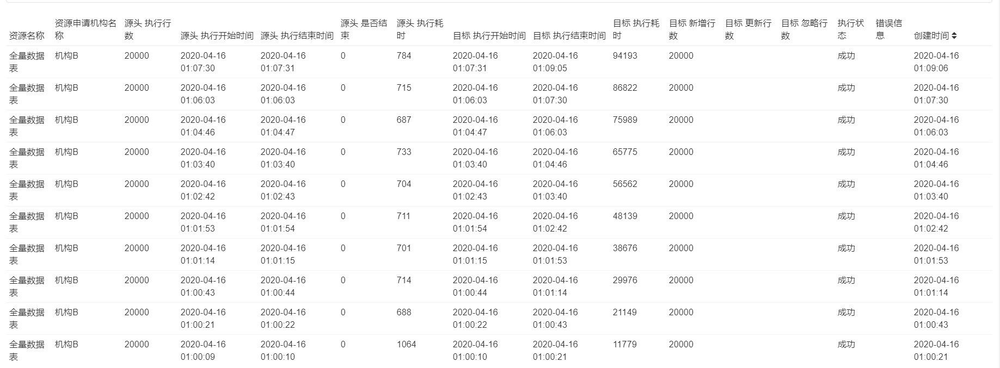 资源名称 资源申请机构名称 源头 执行行数 源头 执行开始时间 源头 执行结束时间 源头 是否结束 源头 执行耗时 目标 执行开始时间 目标 执行结束时间 目标 执行耗时 目标 新增行数 目标 更新行数 目标 忽略行数 执行状态 错误信息 创建时间
全量数据表 机构B 20000 2020-04-16 01:07:30 2020-04-16 01:07:31 0 784 2020-04-16 01:07:31 2020-04-16 01:09:05 94193 20000 成功 2020-04-16 01:09:06
全量数据表 机构B 20000 2020-04-16 01:06:03 2020-04-16 01:06:03 0 715 2020-04-16 01:06:03 2020-04-16 01:07:30 86822 20000 成功 2020-04-16 01:07:30
全量数据表 机构B 20000 2020-04-16 01:04:46 2020-04-16 01:04:47 0 687 2020-04-16 01:04:47 2020-04-16 01:06:03 75989 20000 成功 2020-04-16 01:06:03
全量数据表 机构B 20000 2020-04-16 01:03:40 2020-04-16 01:03:40 0 733 2020-04-16 01:03:40 2020-04-16 01:04:46 65775 20000 成功 2020-04-16 01:04:46
全量数据表 机构B 20000 2020-04-16 01:02:42 2020-04-16 01:02:43 0 704 2020-04-16 01:02:43 2020-04-16 01:03:40 56562 20000 成功 2020-04-16 01:03:40
全量数据表 机构B 20000 2020-04-16 01:01:53 2020-04-16 01:01:54 0 711 2020-04-16 01:01:54 2020-04-16 01:02:42 48139 20000 成功 2020-04-16 01:02:42
全量数据表 机构B 20000 2020-04-16 01:01:14 2020-04-16 01:01:15 0 701 2020-04-16 01:01:15 2020-04-16 01:01:53 38676 20000 成功 2020-04-16 01:01:53
全量数据表 机构B 20000 2020-04-16 01:00:43 2020-04-16 01:00:44 0 714 2020-04-16 01:00:44 2020-04-16 01:01:14 29976 20000 成功 2020-04-16 01:01:14
全量数据表 机构B 20000 2020-04-16 01:00:21 2020-04-16 01:00:22 0 688 2020-04-16 01:00:22 2020-04-16 01:00:43 21149 20000 成功 2020-04-16 01:00:43
全量数据表 机构B 20000 2020-04-16 01:00:09 2020-04-16 01:00:10 0 1064 2020-04-16 01:00:10 2020-04-16 01:00:21 11779 20000 成功 2020-04-16 01:00:21